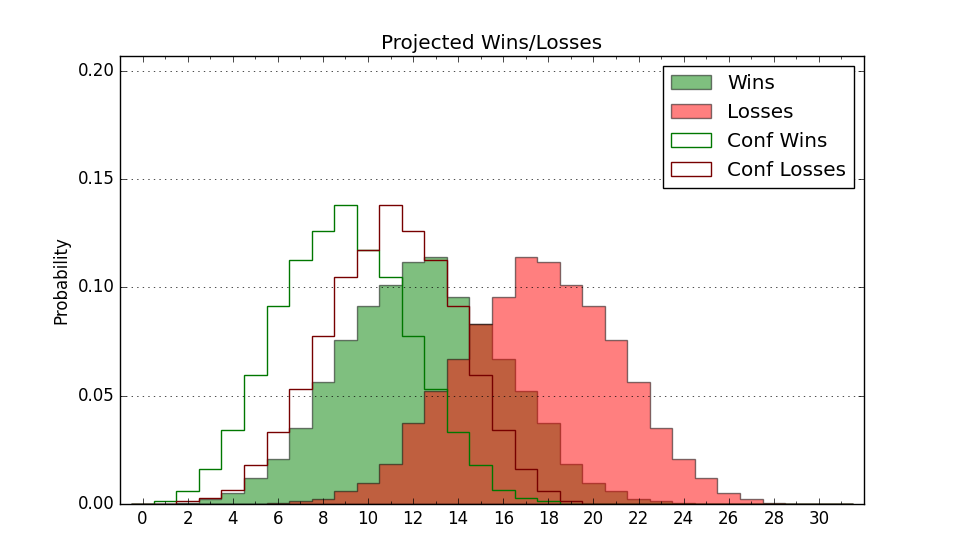 Projected Wins/Losses
Wins
Losses
Conf Wins
Conf Losses
Probability
0.20
0.15
0.10
0.05
0.00
0 2 4 6 8 10 12 14 16 18 20 22 24 26 28 30